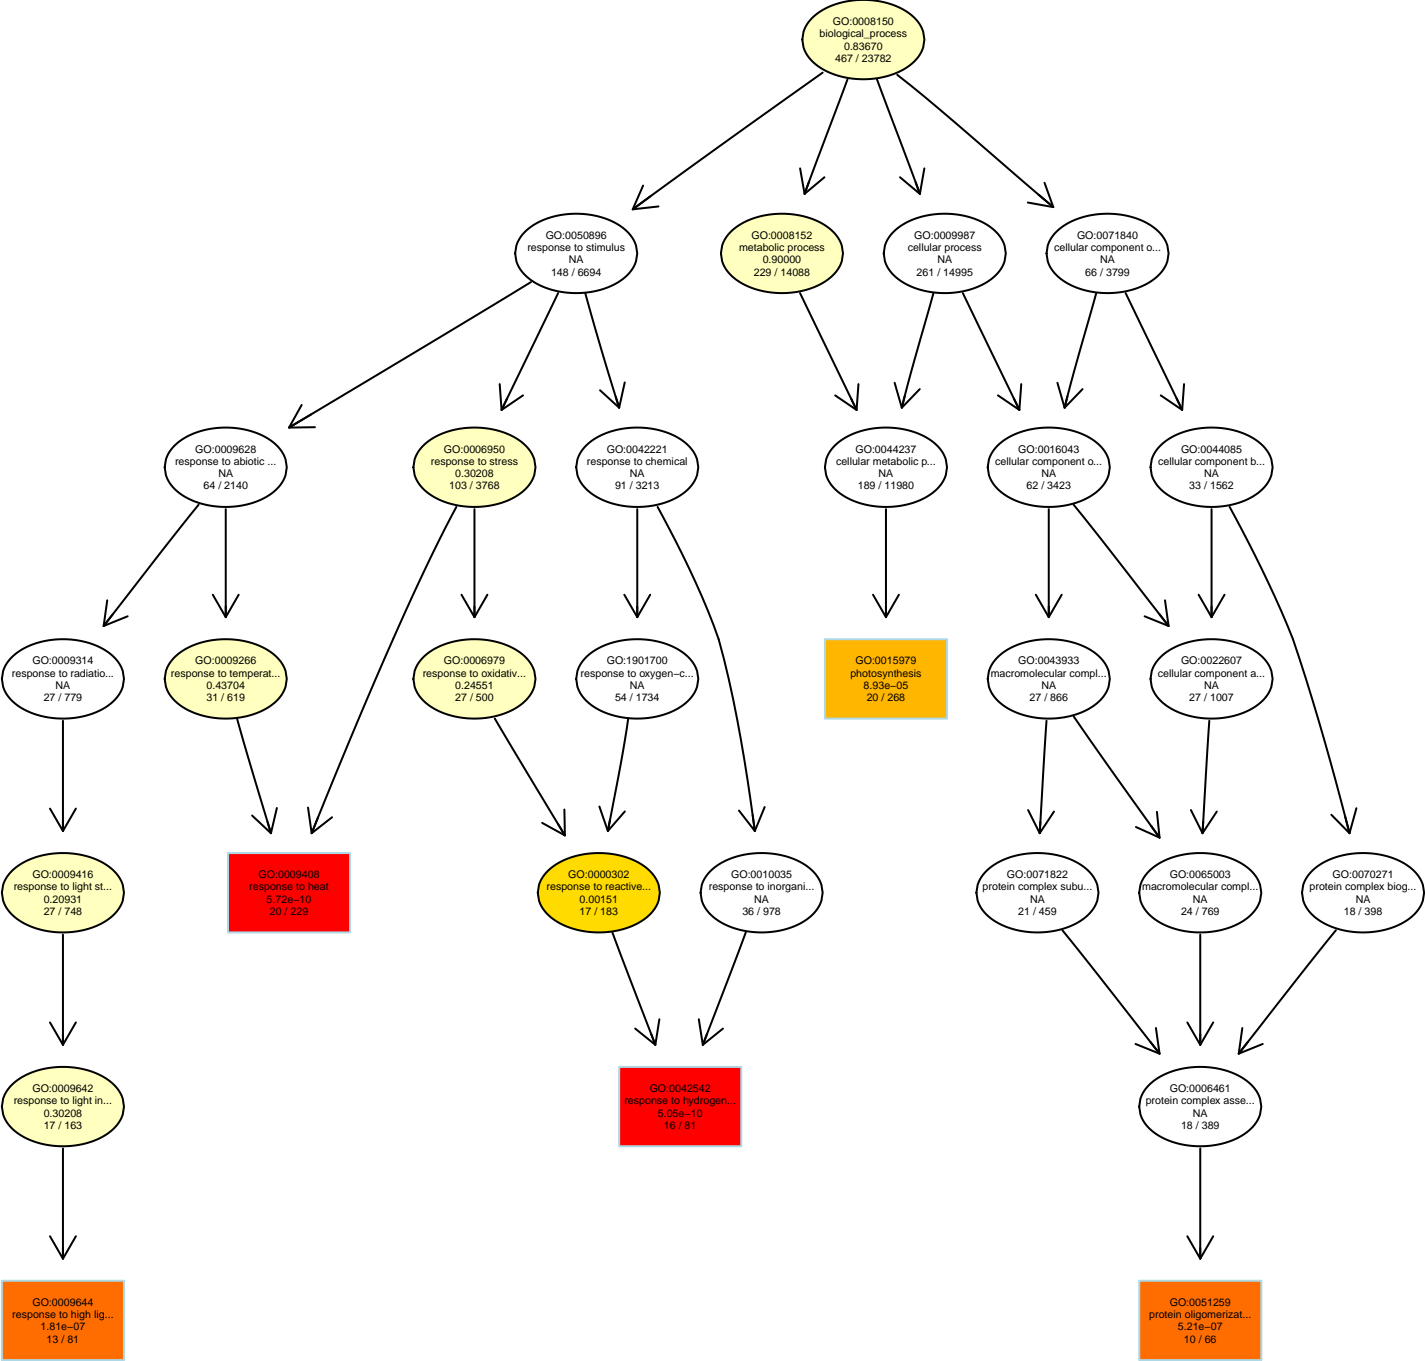 GO:0008150
biological_process
0.83670
467 / 23782
GO:0050896
response to stimulus
NA
148 / 6694
GO:0008152
metabolic process
0.90000
229 / 14088
GO:0009987
cellular process
NA
261 / 14995
GO:0071840
cellular component o...
NA
66 / 3799
GO:0009628
response to abiotic ...
NA
64 / 2140
GO:0006950
response to stress
0.30208
103 / 3768
GO:0042221
response to chemical
NA
91 / 3213
GO:0044237
cellular metabolic p...
NA
189 / 11980
GO:0016043
cellular component o...
NA
62 / 3423
GO:0044085
cellular component b...
NA
33 / 1562
GO:0009314
response to radiatio...
NA
27 / 779
GO:0009266
response to temperat...
0.43704
31 / 619
GO:0006979
response to oxidativ...
0.24551
27 / 500
GO:1901700
response to oxygen−c...
NA
54 / 1734
GO:0015979
photosynthesis
8.93e−05
20 / 268
GO:0043933
macromolecular compl...
NA
27 / 866
GO:0022607
cellular component a...
NA
27 / 1007
GO:0009416
response to light st...
0.20931
27 / 748
GO:0009408
response to heat
5.72e−10
20 / 229
GO:0000302
response to reactive...
0.00151
17 / 183
GO:0010035
response to inorgani...
NA
36 / 978
GO:0071822
protein complex subu...
NA
21 / 459
GO:0065003
macromolecular compl...
NA
24 / 769
GO:0070271
protein complex biog...
NA
18 / 398
GO:0009642
response to light in...
0.30208
17 / 163
GO:0042542
response to hydrogen...
5.05e−10
16 / 81
GO:0006461
protein complex asse...
NA
18 / 389
GO:0009644
response to high lig...
1.81e−07
13 / 81
GO:0051259
protein oligomerizat...
5.21e−07
10 / 66